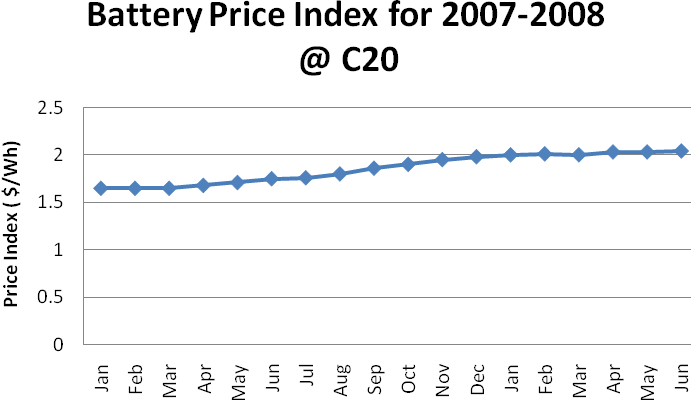 Battery Price Index for 2007-2008
@ C20
Price Index ( $/Wh)
2.5
2
1.5
1
0.5
0
Jan
Feb
Mar
Apr
May
Jun
Jul
Aug
Sep
Oct
Nov
Dec
Jan
Feb
Mar
Apr
May
Jun